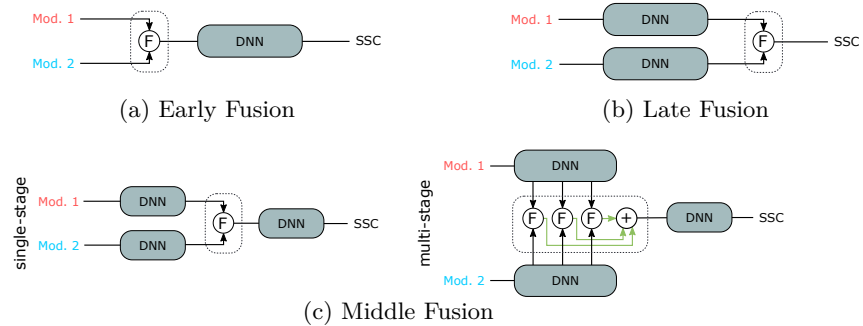 Mod. 1
F
DNN
SSC
Mod. 2
(a) Early Fusion
Mod. 1
DNN
F
SSC
Mod. 2
DNN
(b) Late Fusion
single-stage
Mod. 1
DNN
F
DNN
SSC
Mod. 2
DNN
multi-stage
Mod. 1
DNN
F F F +
DNN
SSC
Mod. 2
DNN
(c) Middle Fusion